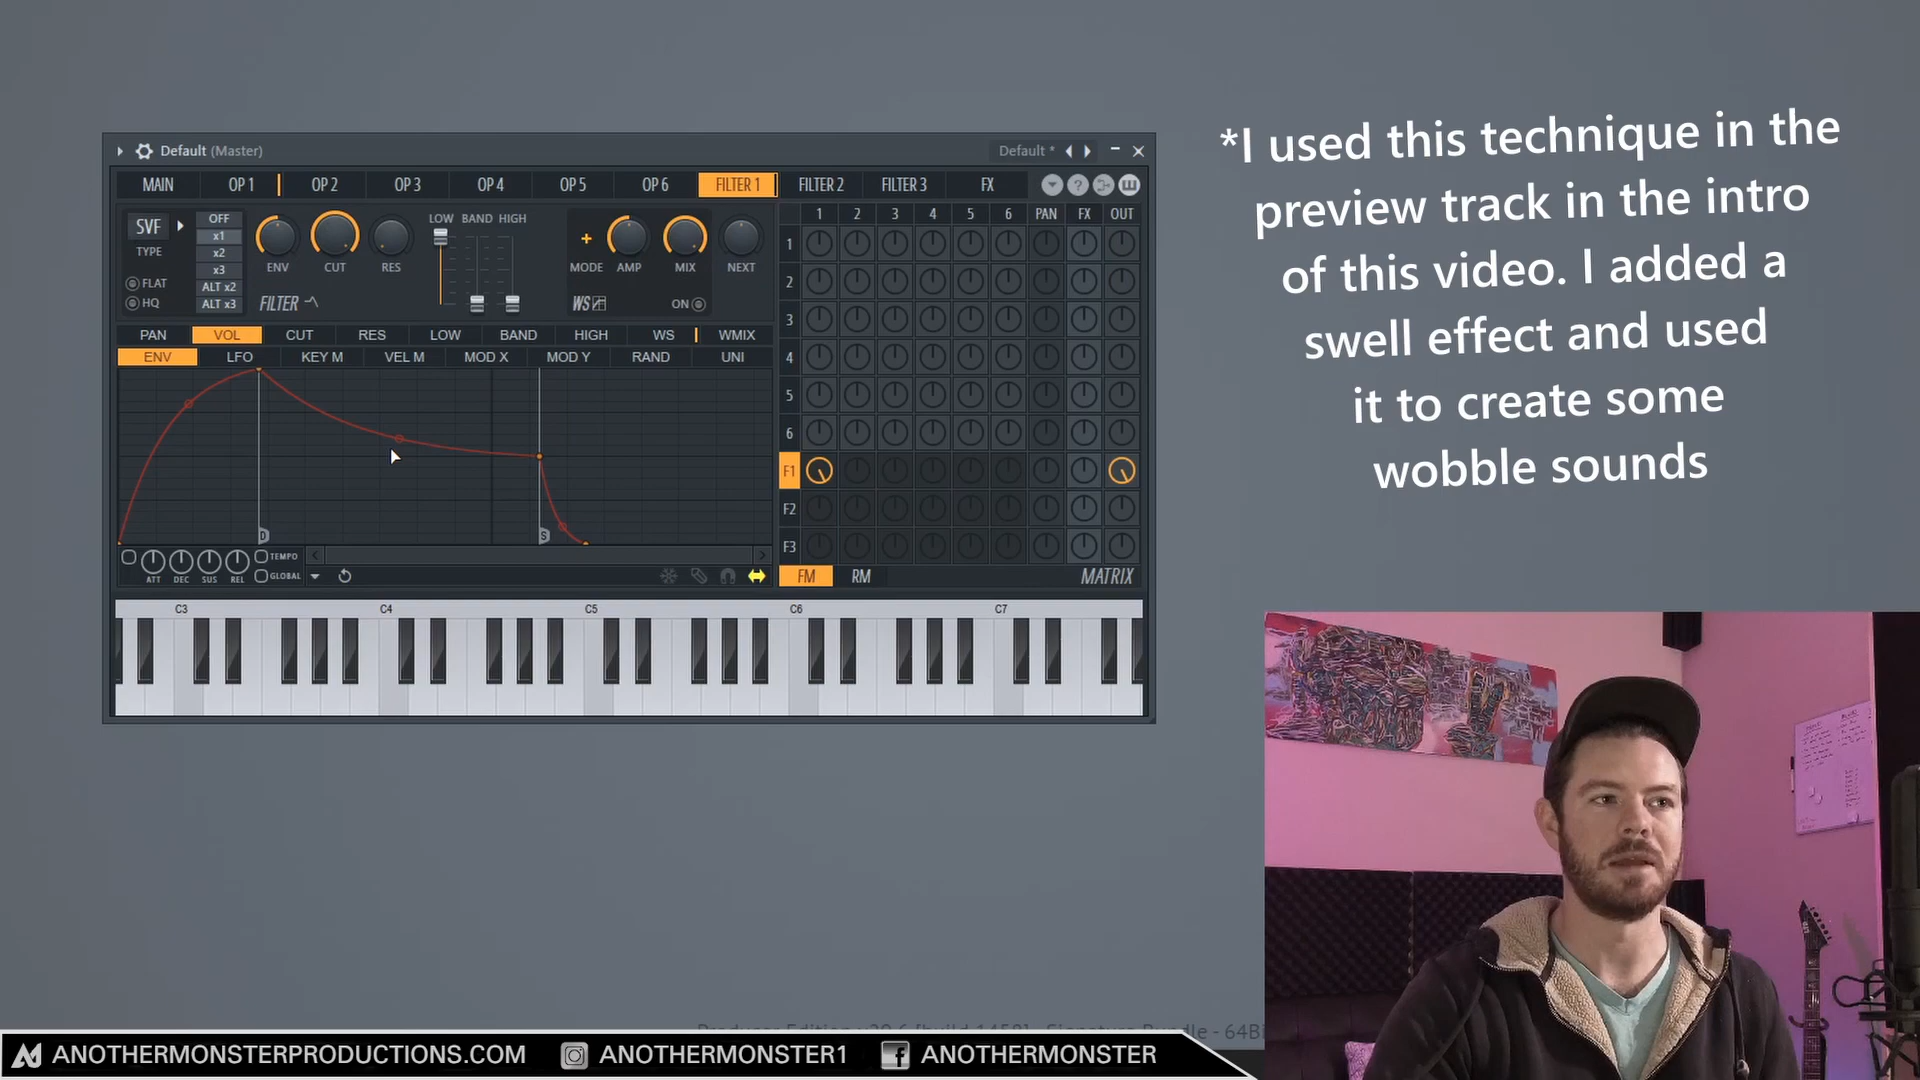 Default (Master)
Default *
MAIN OP 1 OP 2 OP 3 OP 4 OP 5 OP 6 FILTER 1 FILTER 2 FILTER 3 FX
SVF
TYPE
FLAT
HQ
OFF
x1
x2
x3
ALT x2
ALT x3
ENV CUT RES
FILTER
LOW BAND HIGH
MODE AMP MIX NEXT
WS
ON
PAN VOL CUT RES LOW BAND HIGH WS WMIX
ENV LFO KEY M VEL M MOD X MOD Y RAND UNI
D
S
ATT DEC SUS REL
TEMPO
GLOBAL
1 2 3 4 5 6 PAN FX OUT
1
2
3
4
5
6
F1
F2
F3
FM RM MATRIX
C3 C4 C5 C6 C7
*I used this technique in the
preview track in the intro
of this video. I added a
swell effect and used
it to create some
wobble sounds
ANOTHERMONSTERPRODUCTIONS.COM ANOTHERMONSTER1 ANOTHERMONSTER